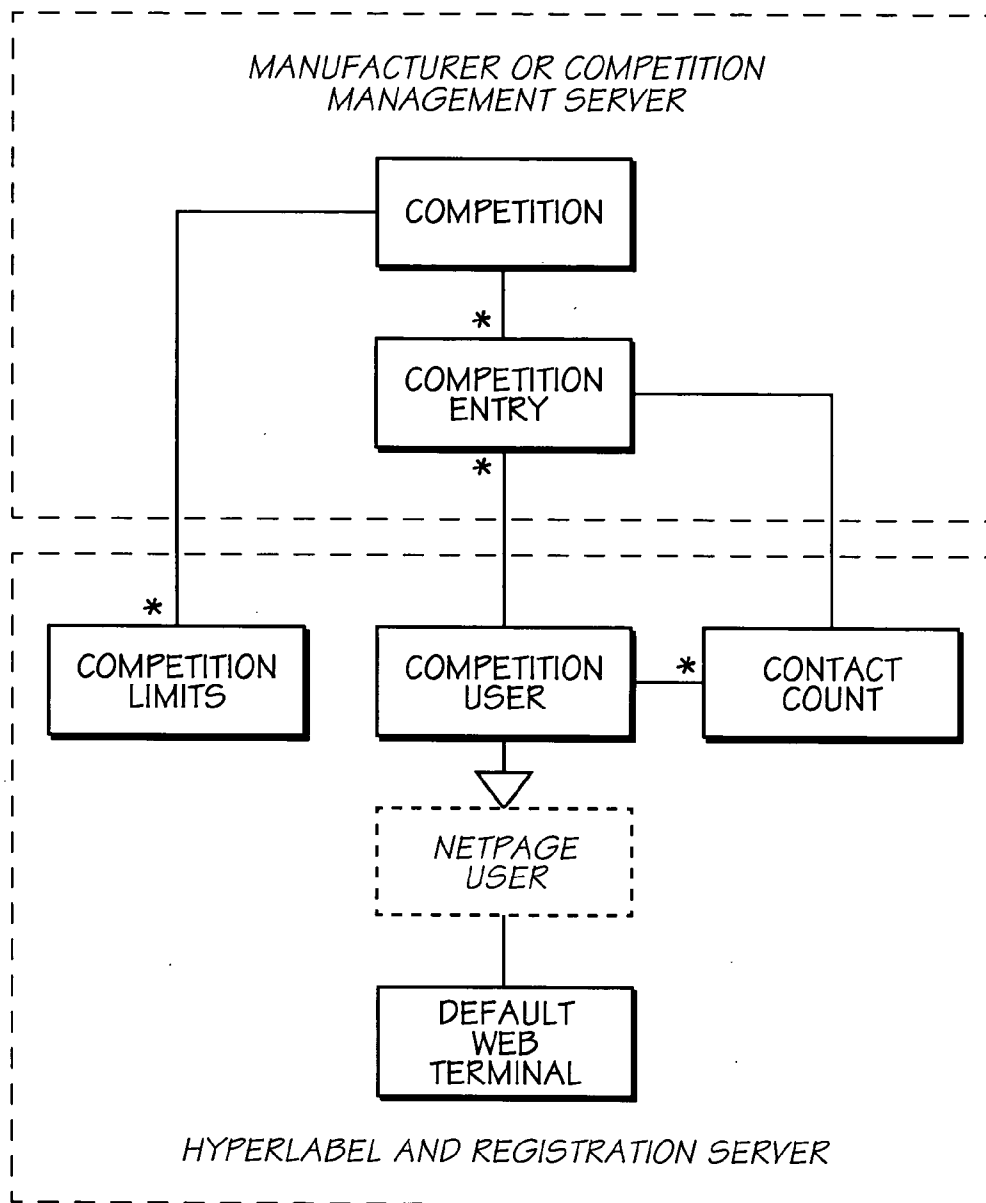 MANUFACTURER OR COMPETITION
MANAGEMENT SERVER
COMPETITION
*
COMPETITION
ENTRY
*
*
COMPETITION
LIMITS
COMPETITION
USER
*
CONTACT
COUNT
NETPAGE
USER
DEFAULT
WEB
TERMINAL
HYPERLABEL AND REGISTRATION SERVER